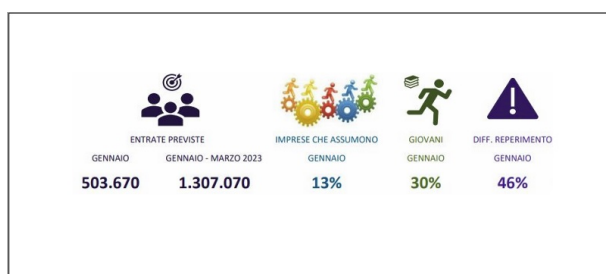 ENTRATE PREVISTE IMPRESE CHE ASSUMONO GIOVANI DIFF. REPERIMENTO
GENNAIO GENNAIO - MARZO 2023 GENNAIO GENNAIO GENNAIO
503.670 1.307.070 13% 30% 46%